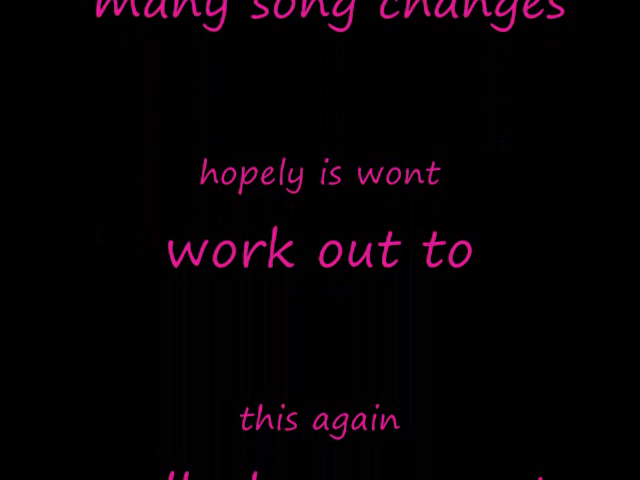 many song changes
hopely is wont
work out to
this again